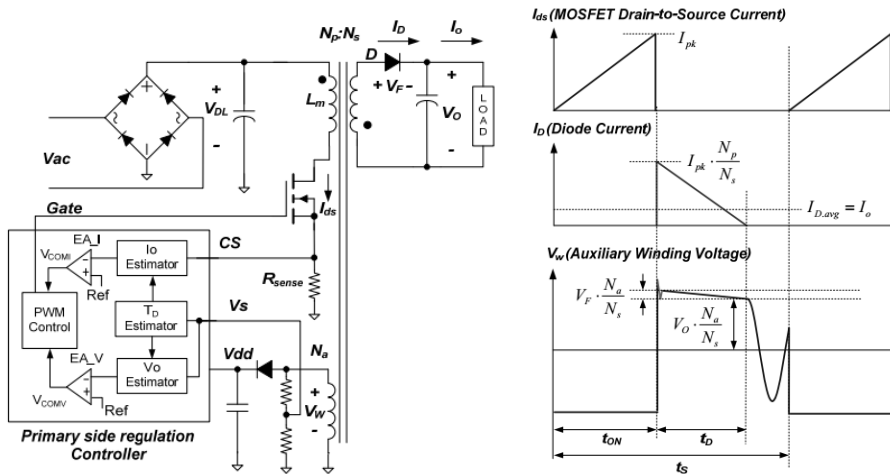 Np:Ns
ID
Io
D
+ VF -
+
VDL
-
Lm
+
VO
-
LOAD
Vac
Gate
Ids
CS
Rsense
EA_I
VCOMI
Ref
Io
Estimator
PWM
Control
TD
Estimator
Vs
EA_V
VCOMV
Ref
Vo
Estimator
Vdd
Na
+
VW
-
Primary side regulation
Controller
Ids (MOSFET Drain-to-Source Current)
Ipk
ID (Diode Current)
Ipk · Np/Ns
ID.avg = Io
Vw (Auxiliary Winding Voltage)
VF · Na/Ns
VO · Na/Ns
tON
tD
tS